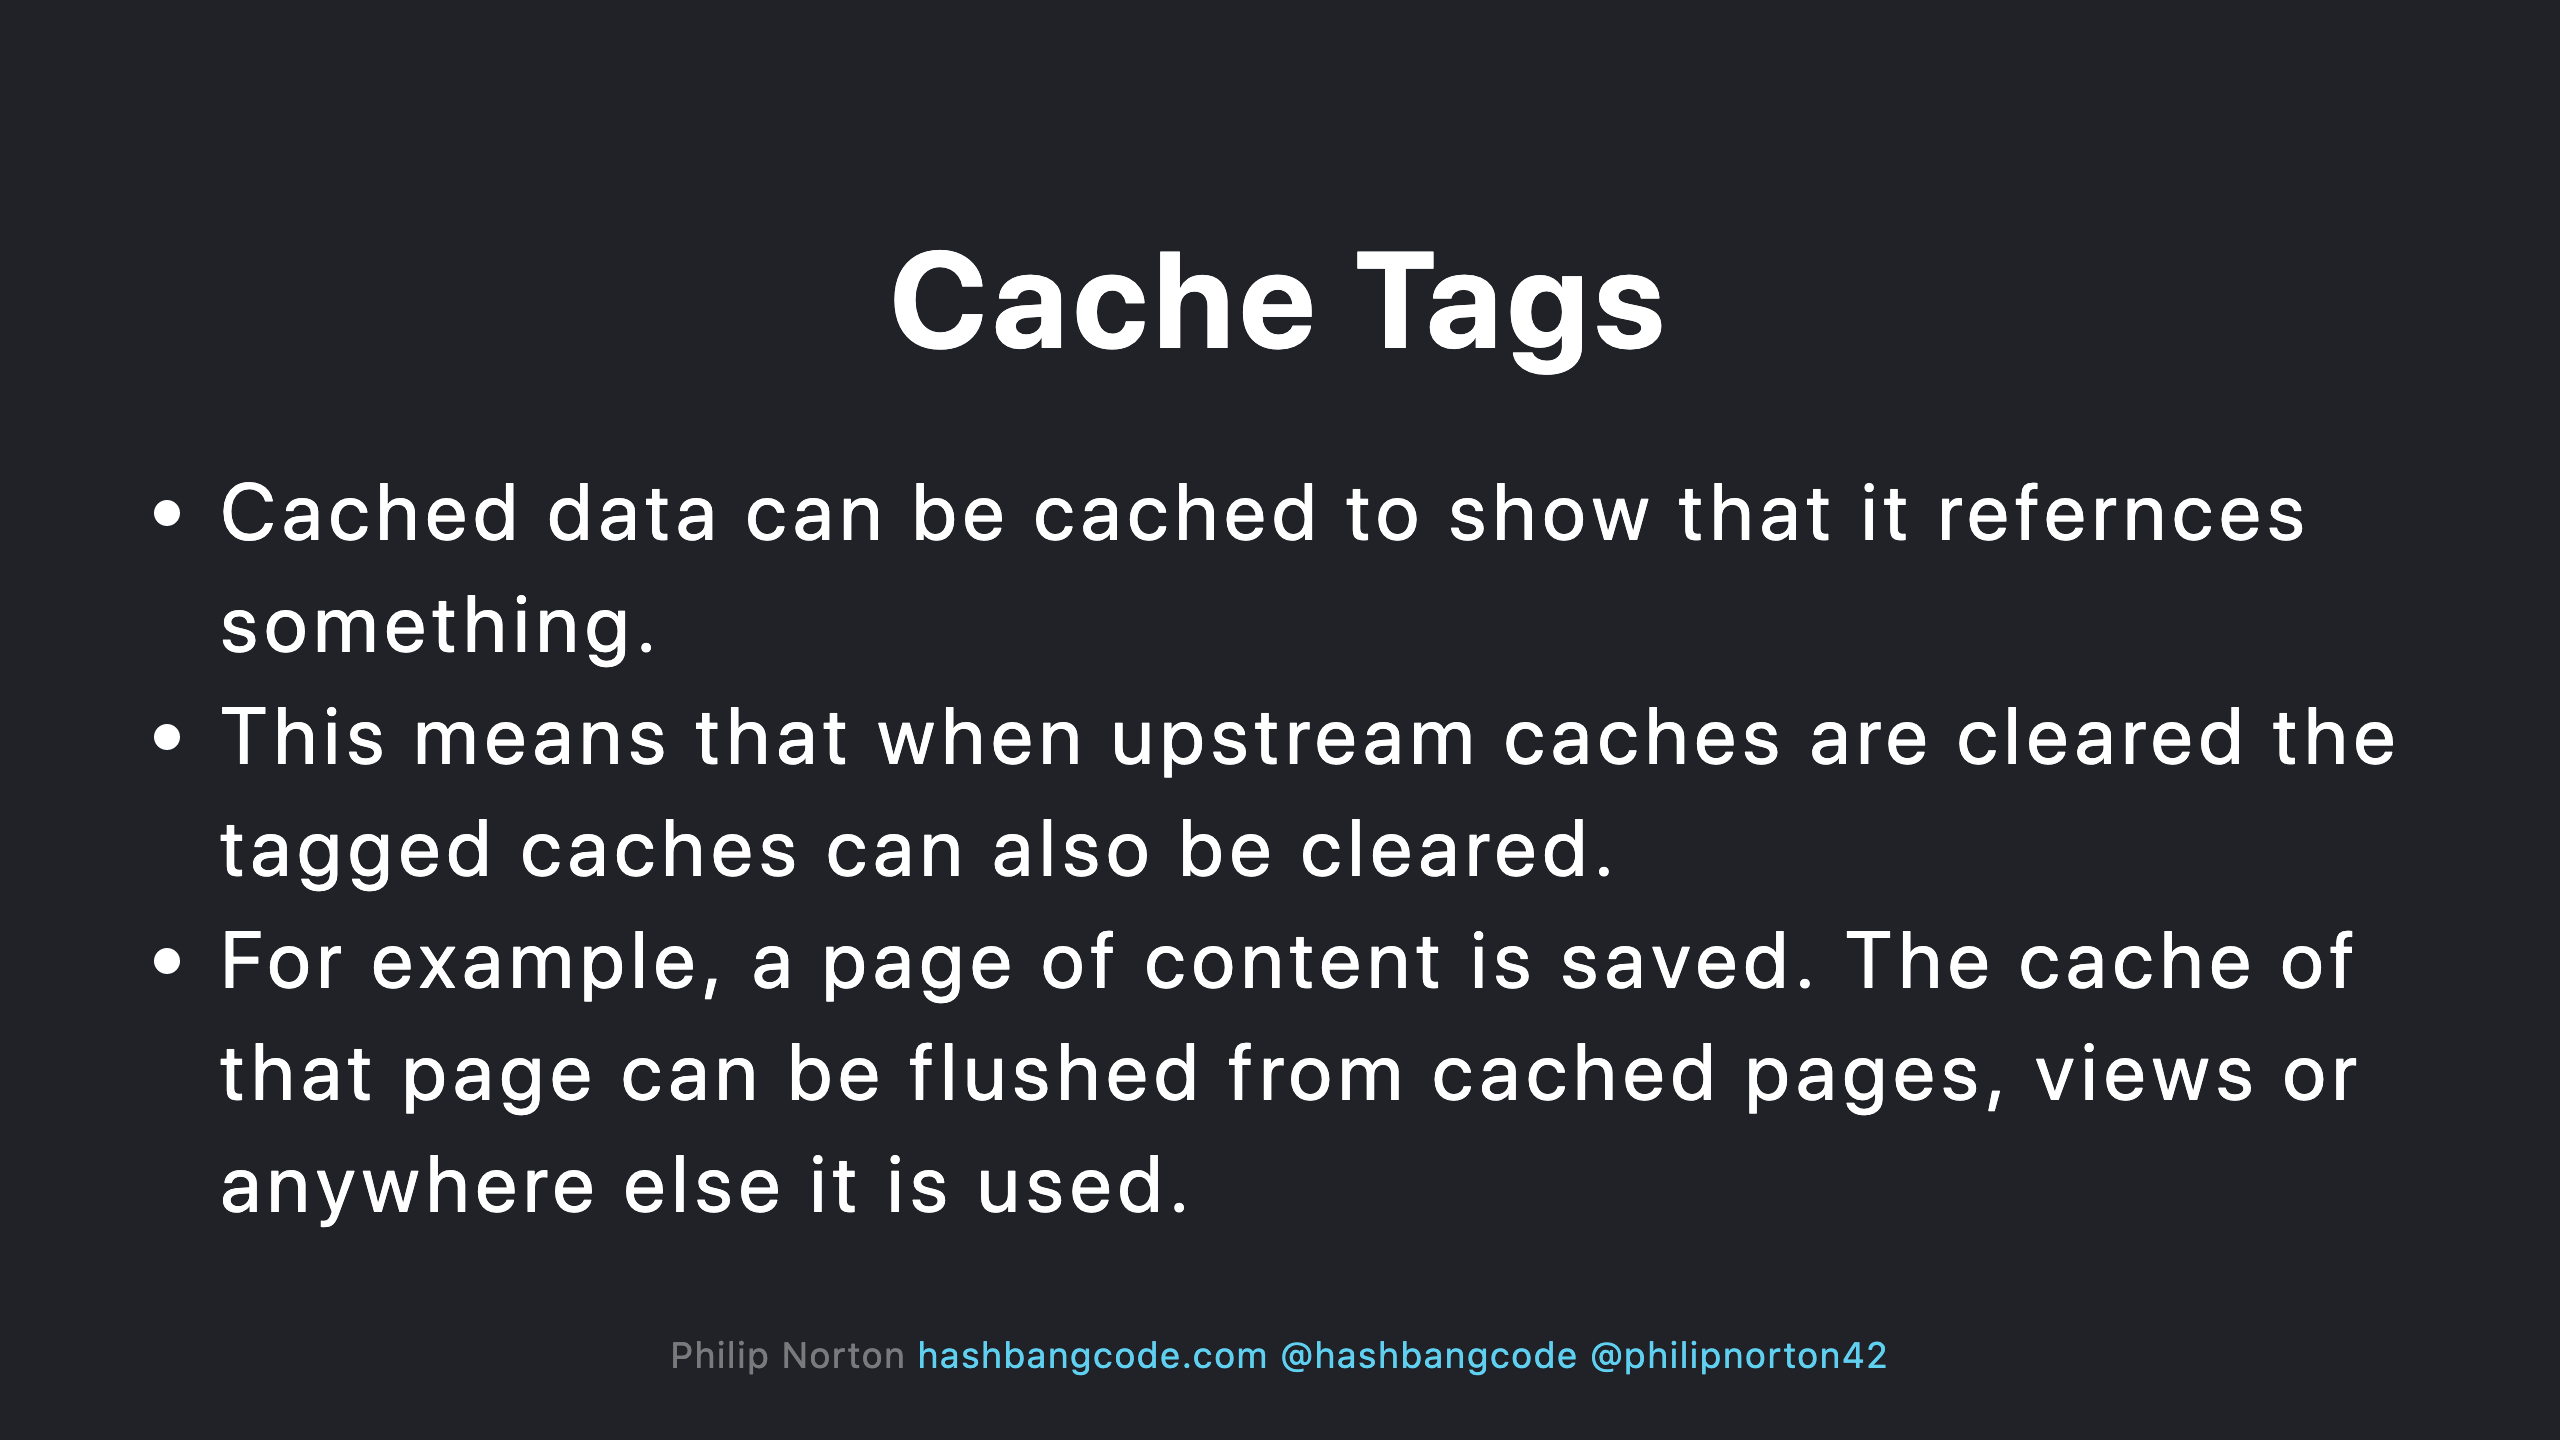 Cache Tags
• Cached data can be cached to show that it refernces
something.
• This means that when upstream caches are cleared the
tagged caches can also be cleared.
• For example, a page of content is saved. The cache of
that page can be flushed from cached pages, views or
anywhere else it is used.
Philip Norton hashbangcode.com @hashbangcode @philipnorton42